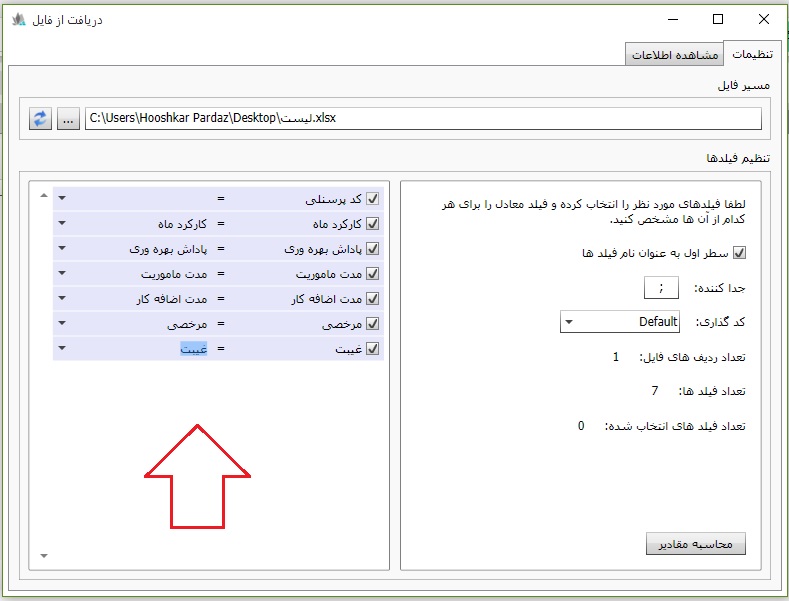 دریافت از فایل
تنظیمات
مشاهده اطلاعات
مسیر فایل
C:\Users\Hooshkar Pardaz\Desktop\لیست.xlsx
...
تنظیم فیلدها
لطفا فیلدهای مورد نظر را انتخاب کرده و فیلد معادل را برای هر
کدام از آن ها مشخص کنید.
سطر اول به عنوان نام فیلد ها
جدا کننده: ;
کد گذاری: Default
تعداد ردیف های فایل: 1
تعداد فیلد ها: 7
تعداد فیلد های انتخاب شده: 0
محاسبه مقادیر
کد پرسنلی =
کارکرد ماه = کارکرد ماه
پاداش بهره وری = پاداش بهره وری
مدت ماموریت = مدت ماموریت
مدت اضافه کار = مدت اضافه کار
مرخصی = مرخصی
غیبت = غیبت